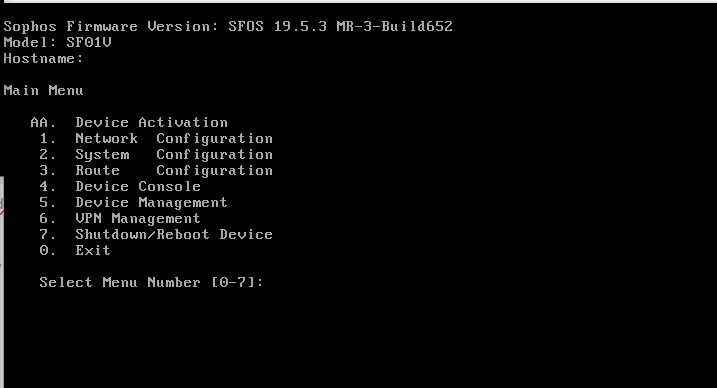 Sophos Firmware Version: SFOS 19.5.3 MR-3-Build652
Model: SF01V
Hostname:
Main Menu
AA. Device Activation
1. Network Configuration
2. System Configuration
3. Route Configuration
4. Device Console
5. Device Management
6. VPN Management
7. Shutdown/Reboot Device
0. Exit
Select Menu Number [0-7]: